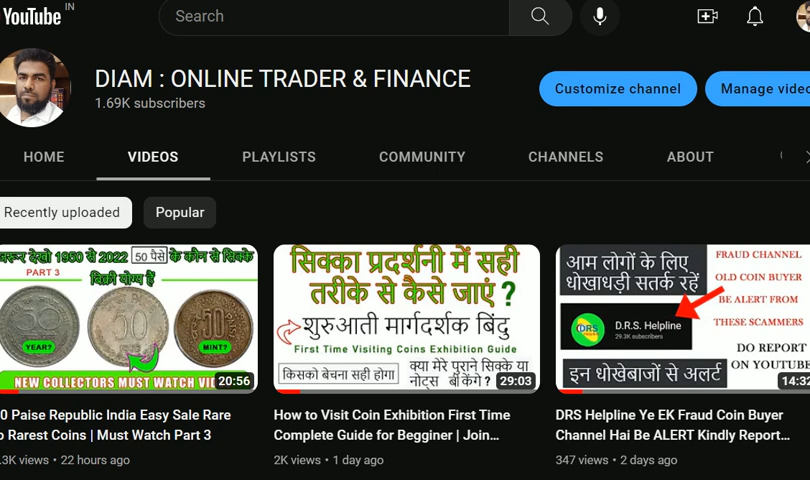 YouTube IN
Search
DIAM : ONLINE TRADER & FINANCE
1.69K subscribers
Customize channel
Manage videos
HOME
VIDEOS
PLAYLISTS
COMMUNITY
CHANNELS
ABOUT
Recently uploaded
Popular
जरूर देखो 1950 से 2022 50 पैसे के कौन से सिक्के
बिक्री योग्य हैं
PART 3
50
50
50
YEAR?
MINT?
NEW COLLECTORS MUST WATCH
20:56
0 Paise Republic India Easy Sale Rare
Rarest Coins | Must Watch Part 3
.3K views • 22 hours ago
सिक्का प्रदर्शनी में सही
तरीके से कैसे जाएं ?
शुरुआती मार्गदर्शक बिंदु
First Time Visiting Coins Exhibition Guide
किसको बेचना सही होगा
क्या मेरे पुराने सिक्के या
नोट्स बिकेंगे ?
29:03
How to Visit Coin Exhibition First Time
Complete Guide for Begginer | Join...
2K views • 1 day ago
आम लोगों के लिए
धोखाधड़ी सतर्क रहें
FRAUD CHANNEL
OLD COIN BUYER
BE ALERT FROM
THESE SCAMMERS
DRS
D.R.S. Helpline
29.3K subscribers
DO REPORT
ON YOUTUBE
इन धोखेबाजों से अलर्ट
14:32
DRS Helpline Ye EK Fraud Coin Buyer
Channel Hai Be ALERT Kindly Report...
347 views • 2 days ago